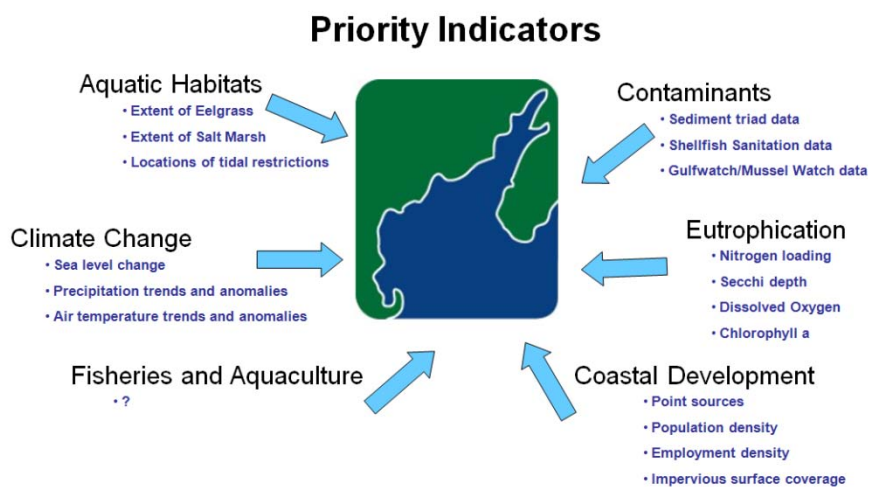 Priority Indicators
Aquatic Habitats
• Extent of Eelgrass
• Extent of Salt Marsh
• Locations of tidal restrictions
Contaminants
• Sediment triad data
• Shellfish Sanitation data
• Gulfwatch/Mussel Watch data
Climate Change
• Sea level change
• Precipitation trends and anomalies
• Air temperature trends and anomalies
Eutrophication
• Nitrogen loading
• Secchi depth
• Dissolved Oxygen
• Chlorophyll a
Fisheries and Aquaculture
• ?
Coastal Development
• Point sources
• Population density
• Employment density
• Impervious surface coverage